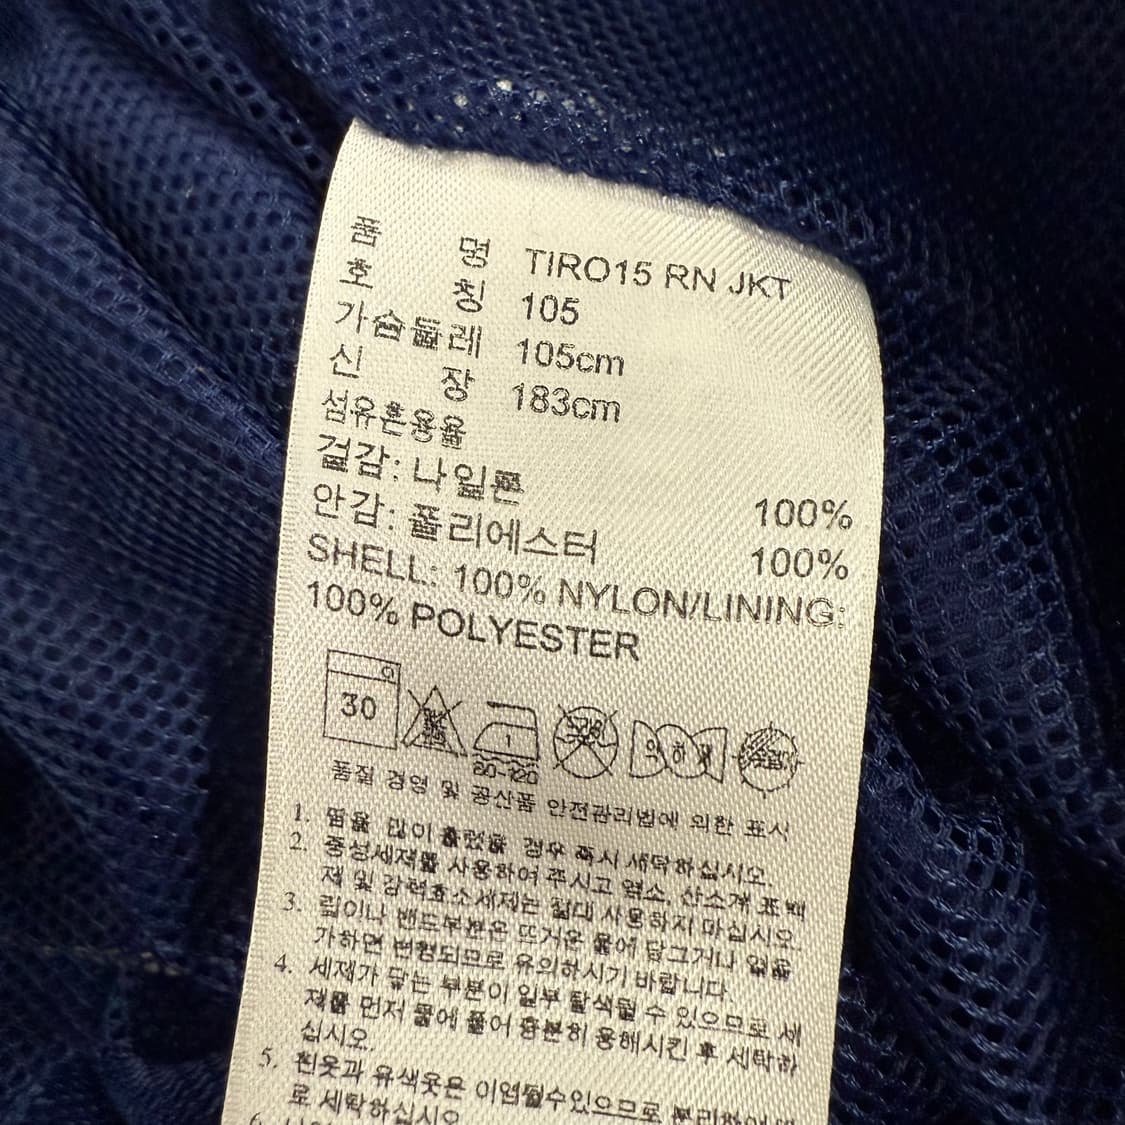 품 명 TIRO15 RN JKT
호 칭 105
가슴둘레 105cm
신 장 183cm
섬유혼용율
겉감: 나일론 100%
안감: 폴리에스터 100%
SHELL: 100% NYLON/LINING:
100% POLYESTER
30
80-120
품질 경영 및 공산품 안전관리법에 의한 표시
1. 땀을 많이 흘렸을 경우 즉시 세탁하십시오.
2. 중성세제를 사용하여 주시고 염소, 산소계 표백
제 및 강력효소세제는 절대 사용하지 마십시오.
3. 립이나 밴드부분은 뜨거운 물에 담그거나 열을
가하면 변형되므로 유의하시기 바랍니다.
4. 세제가 닿는 부분이 일부 탈색될 수 있으므로 세
제를 먼저 물에 풀어 충분히 용해시킨 후 세탁하
십시오.
5. 흰옷과 유색옷은 이염될수있으므로 분리하여
로 세탁하십시오
6.